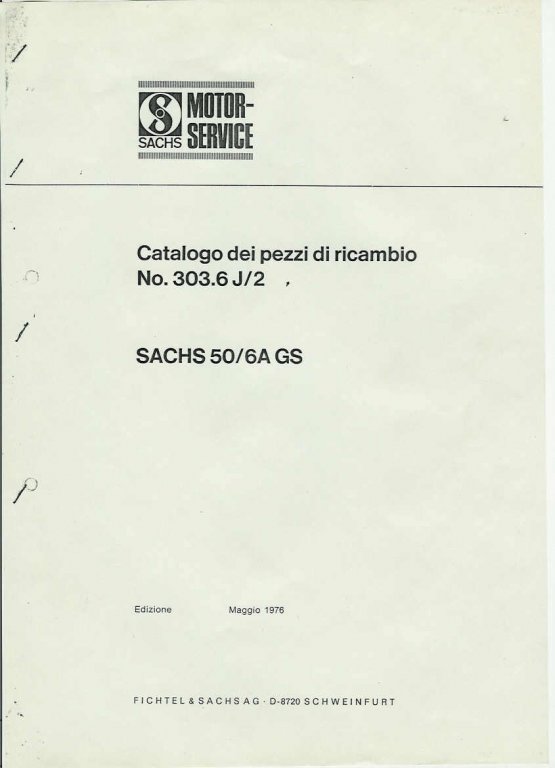 MOTOR-
SERVICE
SACHS
Catalogo dei pezzi di ricambio
No. 303.6 J/2
SACHS 50/6A GS
Edizione Maggio 1976
FICHTEL & SACHS AG · D-8720 SCHWEINFURT